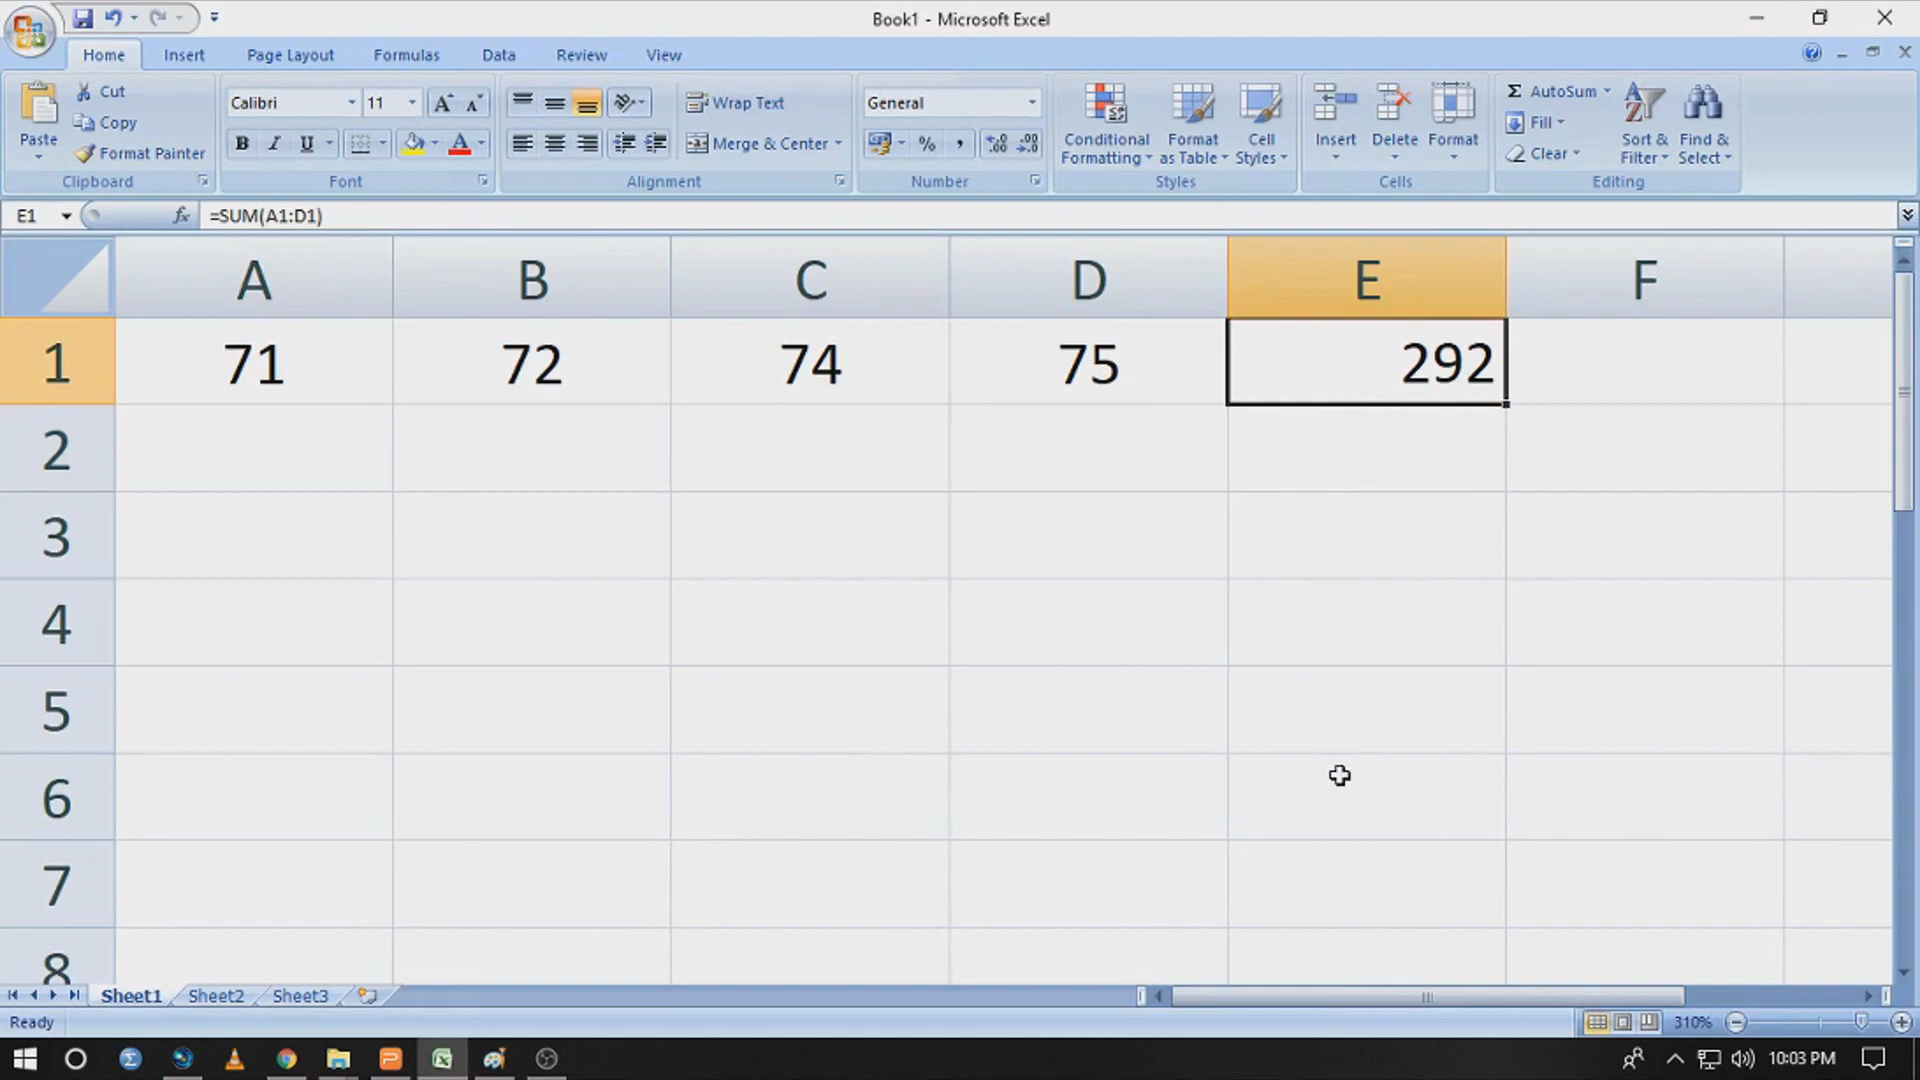 Book1 - Microsoft Excel
Home Insert Page Layout Formulas Data Review View
Paste
Cut
Copy
Format Painter
Clipboard
Calibri 11
B I U
Font
Wrap Text
Merge & Center
Alignment
General
%
Number
Conditional Formatting
Format as Table
Cell Styles
Styles
Insert Delete Format
Cells
Σ AutoSum
Fill
Clear
Sort & Filter
Find & Select
Editing
E1 fx =SUM(A1:D1)
A B C D E F
1 71 72 74 75 292
2
3
4
5
6
7
8
Sheet1 Sheet2 Sheet3
Ready 310%
10:03 PM